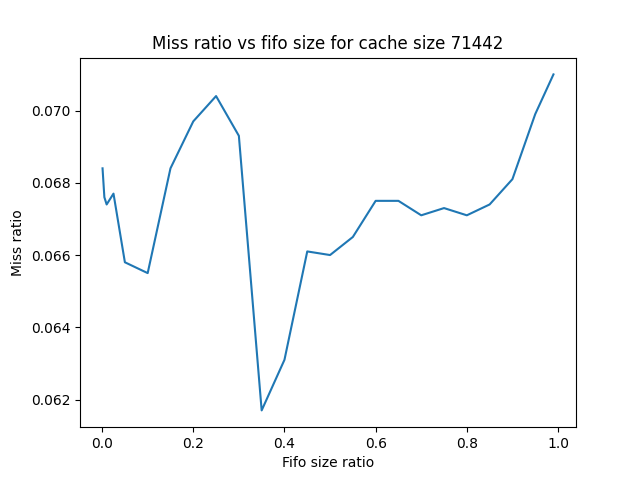 Miss ratio vs fifo size for cache size 71442
0.070
0.068
0.066
0.064
0.062
Miss ratio
0.0 0.2 0.4 0.6 0.8 1.0
Fifo size ratio